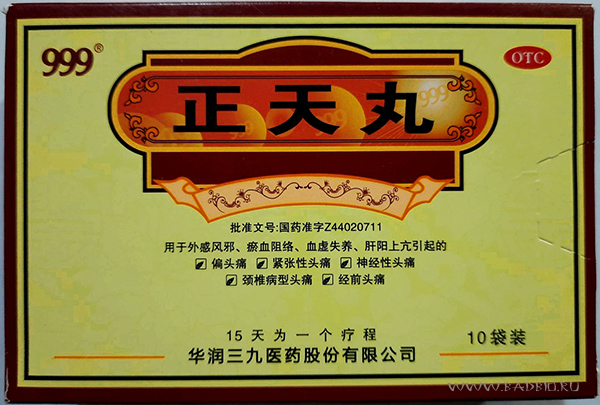 999®
OTC
999
正天丸
批准文号:国药准字Z44020711
用于外感风邪、瘀血阻络、血虚失养、肝阳上亢引起的
偏头痛 紧张性头痛 神经性头痛
颈椎病型头痛 经前头痛
15天为一个疗程
10袋装
华润三九医药股份有限公司
WWW.BADBIO.RU